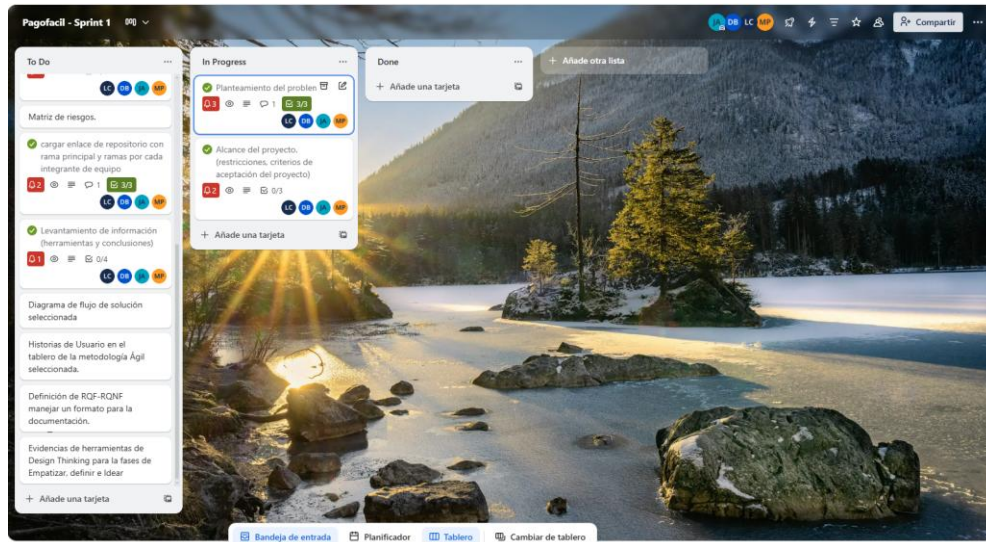 Pagofacil - Sprint 1
JA DB LC MP
Compartir
To Do
LC DB JA MP
Matriz de riesgos.
cargar enlace de repositorio con
rama principal y ramas por cada
integrante de equipo
2 1 3/3
LC DB JA MP
Levantamiento de información
(herramientas y conclusiones)
1 0/4
LC DB JA MP
Diagrama de flujo de solución
seleccionada
Historias de Usuario en el
tablero de la metodología Ágil
seleccionada.
Definición de RQF-RQNF
manejar un formato para la
documentación.
Evidencias de herramientas de
Design Thinking para la fases de
Empatizar, definir e Idear
+ Añade una tarjeta
In Progress
Planteamiento del problen
3 1 3/3
LC DB JA MP
Alcance del proyecto.
(restricciones, criterios de
aceptación del proyecto)
2 0/3
LC DB JA MP
+ Añade una tarjeta
Done
+ Añade una tarjeta
+ Añade otra lista
Bandeja de entrada Planificador Tablero Cambiar de tablero